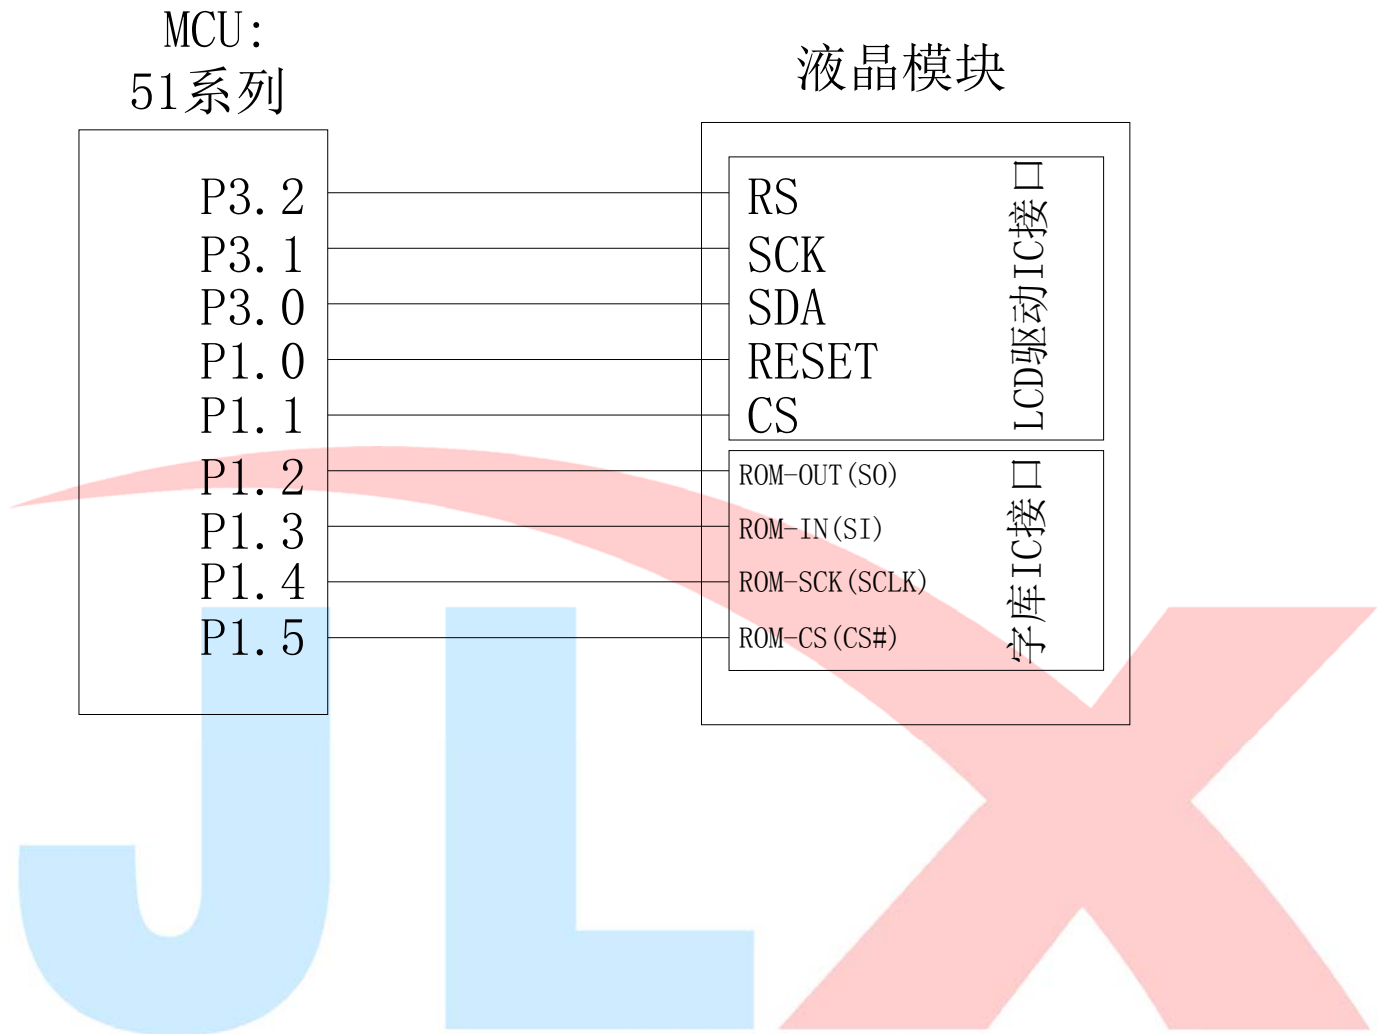 MCU:
51系列
液晶模块
P3.2
P3.1
P3.0
P1.0
P1.1
P1.2
P1.3
P1.4
P1.5
RS
SCK
SDA
RESET
CS
LCD驱动IC接口
ROM-OUT(SO)
ROM-IN(SI)
ROM-SCK(SCLK)
ROM-CS(CS#)
字库IC接口
JLX